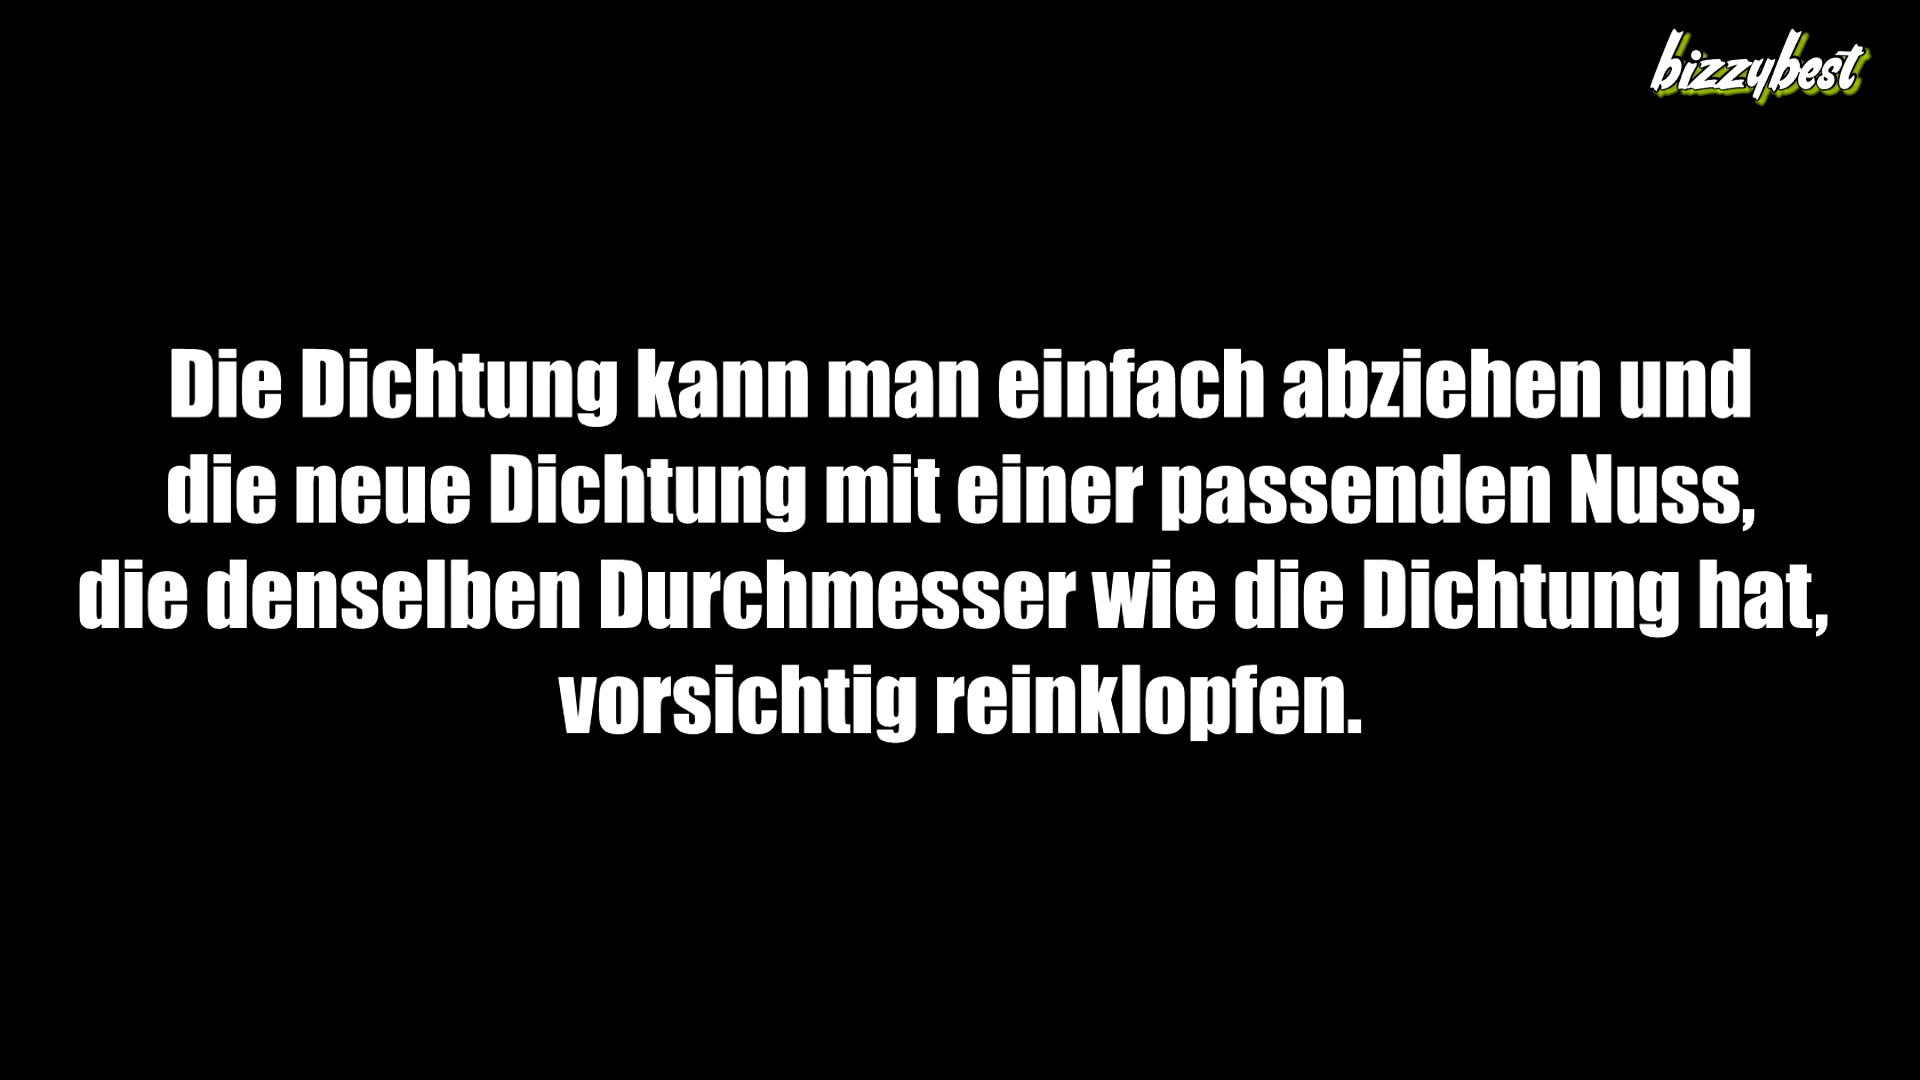 bizzybest
Die Dichtung kann man einfach abziehen und
die neue Dichtung mit einer passenden Nuss,
die denselben Durchmesser wie die Dichtung hat,
vorsichtig reinklopfen.